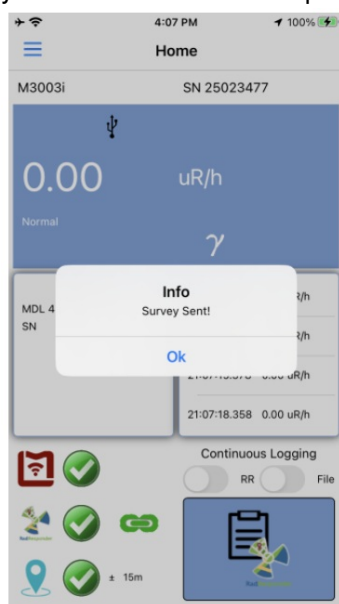 4:07 PM
100%
Home
M3003i
SN 25023477
0.00
uR/h
Normal
γ
MDL 4
SN
R/h
R/h
0.00 uR/h
21:07:18.358 0.00 uR/h
Info
Survey Sent!
Ok
Continuous Logging
RR
File
± 15m
RadResponder